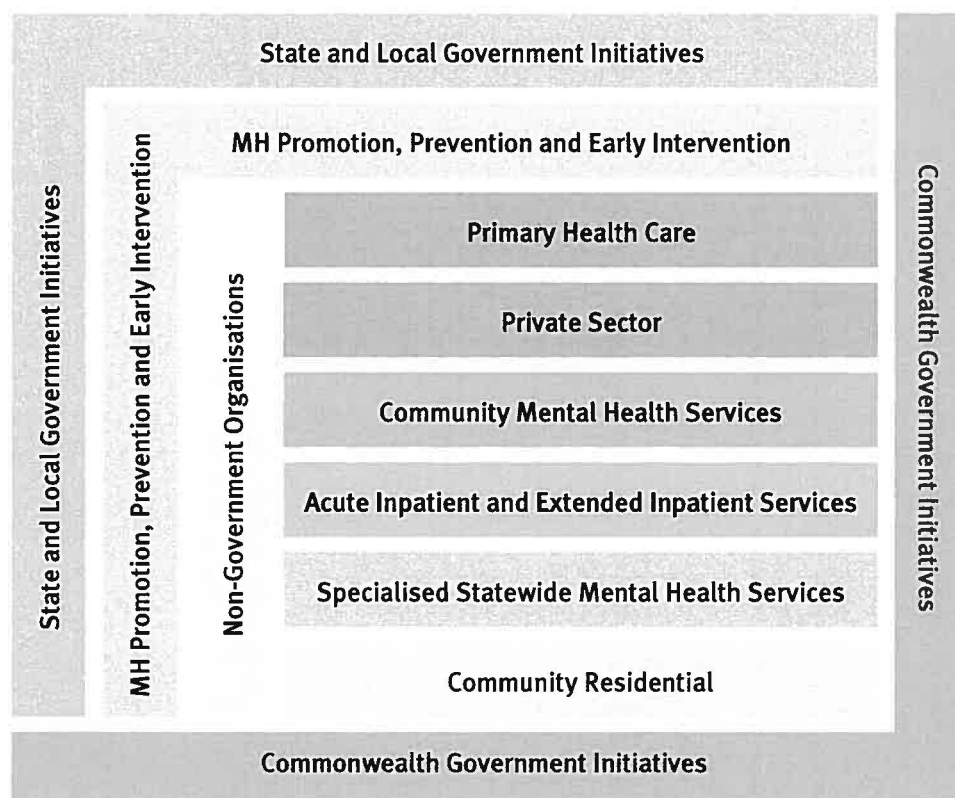 State and Local Government Initiatives
State and Local Government Initiatives
MH Promotion, Prevention and Early Intervention
MH Promotion, Prevention and Early Intervention
Non-Government Organisations
Primary Health Care
Private Sector
Community Mental Health Services
Acute Inpatient and Extended Inpatient Services
Specialised Statewide Mental Health Services
Community Residential
Commonwealth Government Initiatives
Commonwealth Government Initiatives